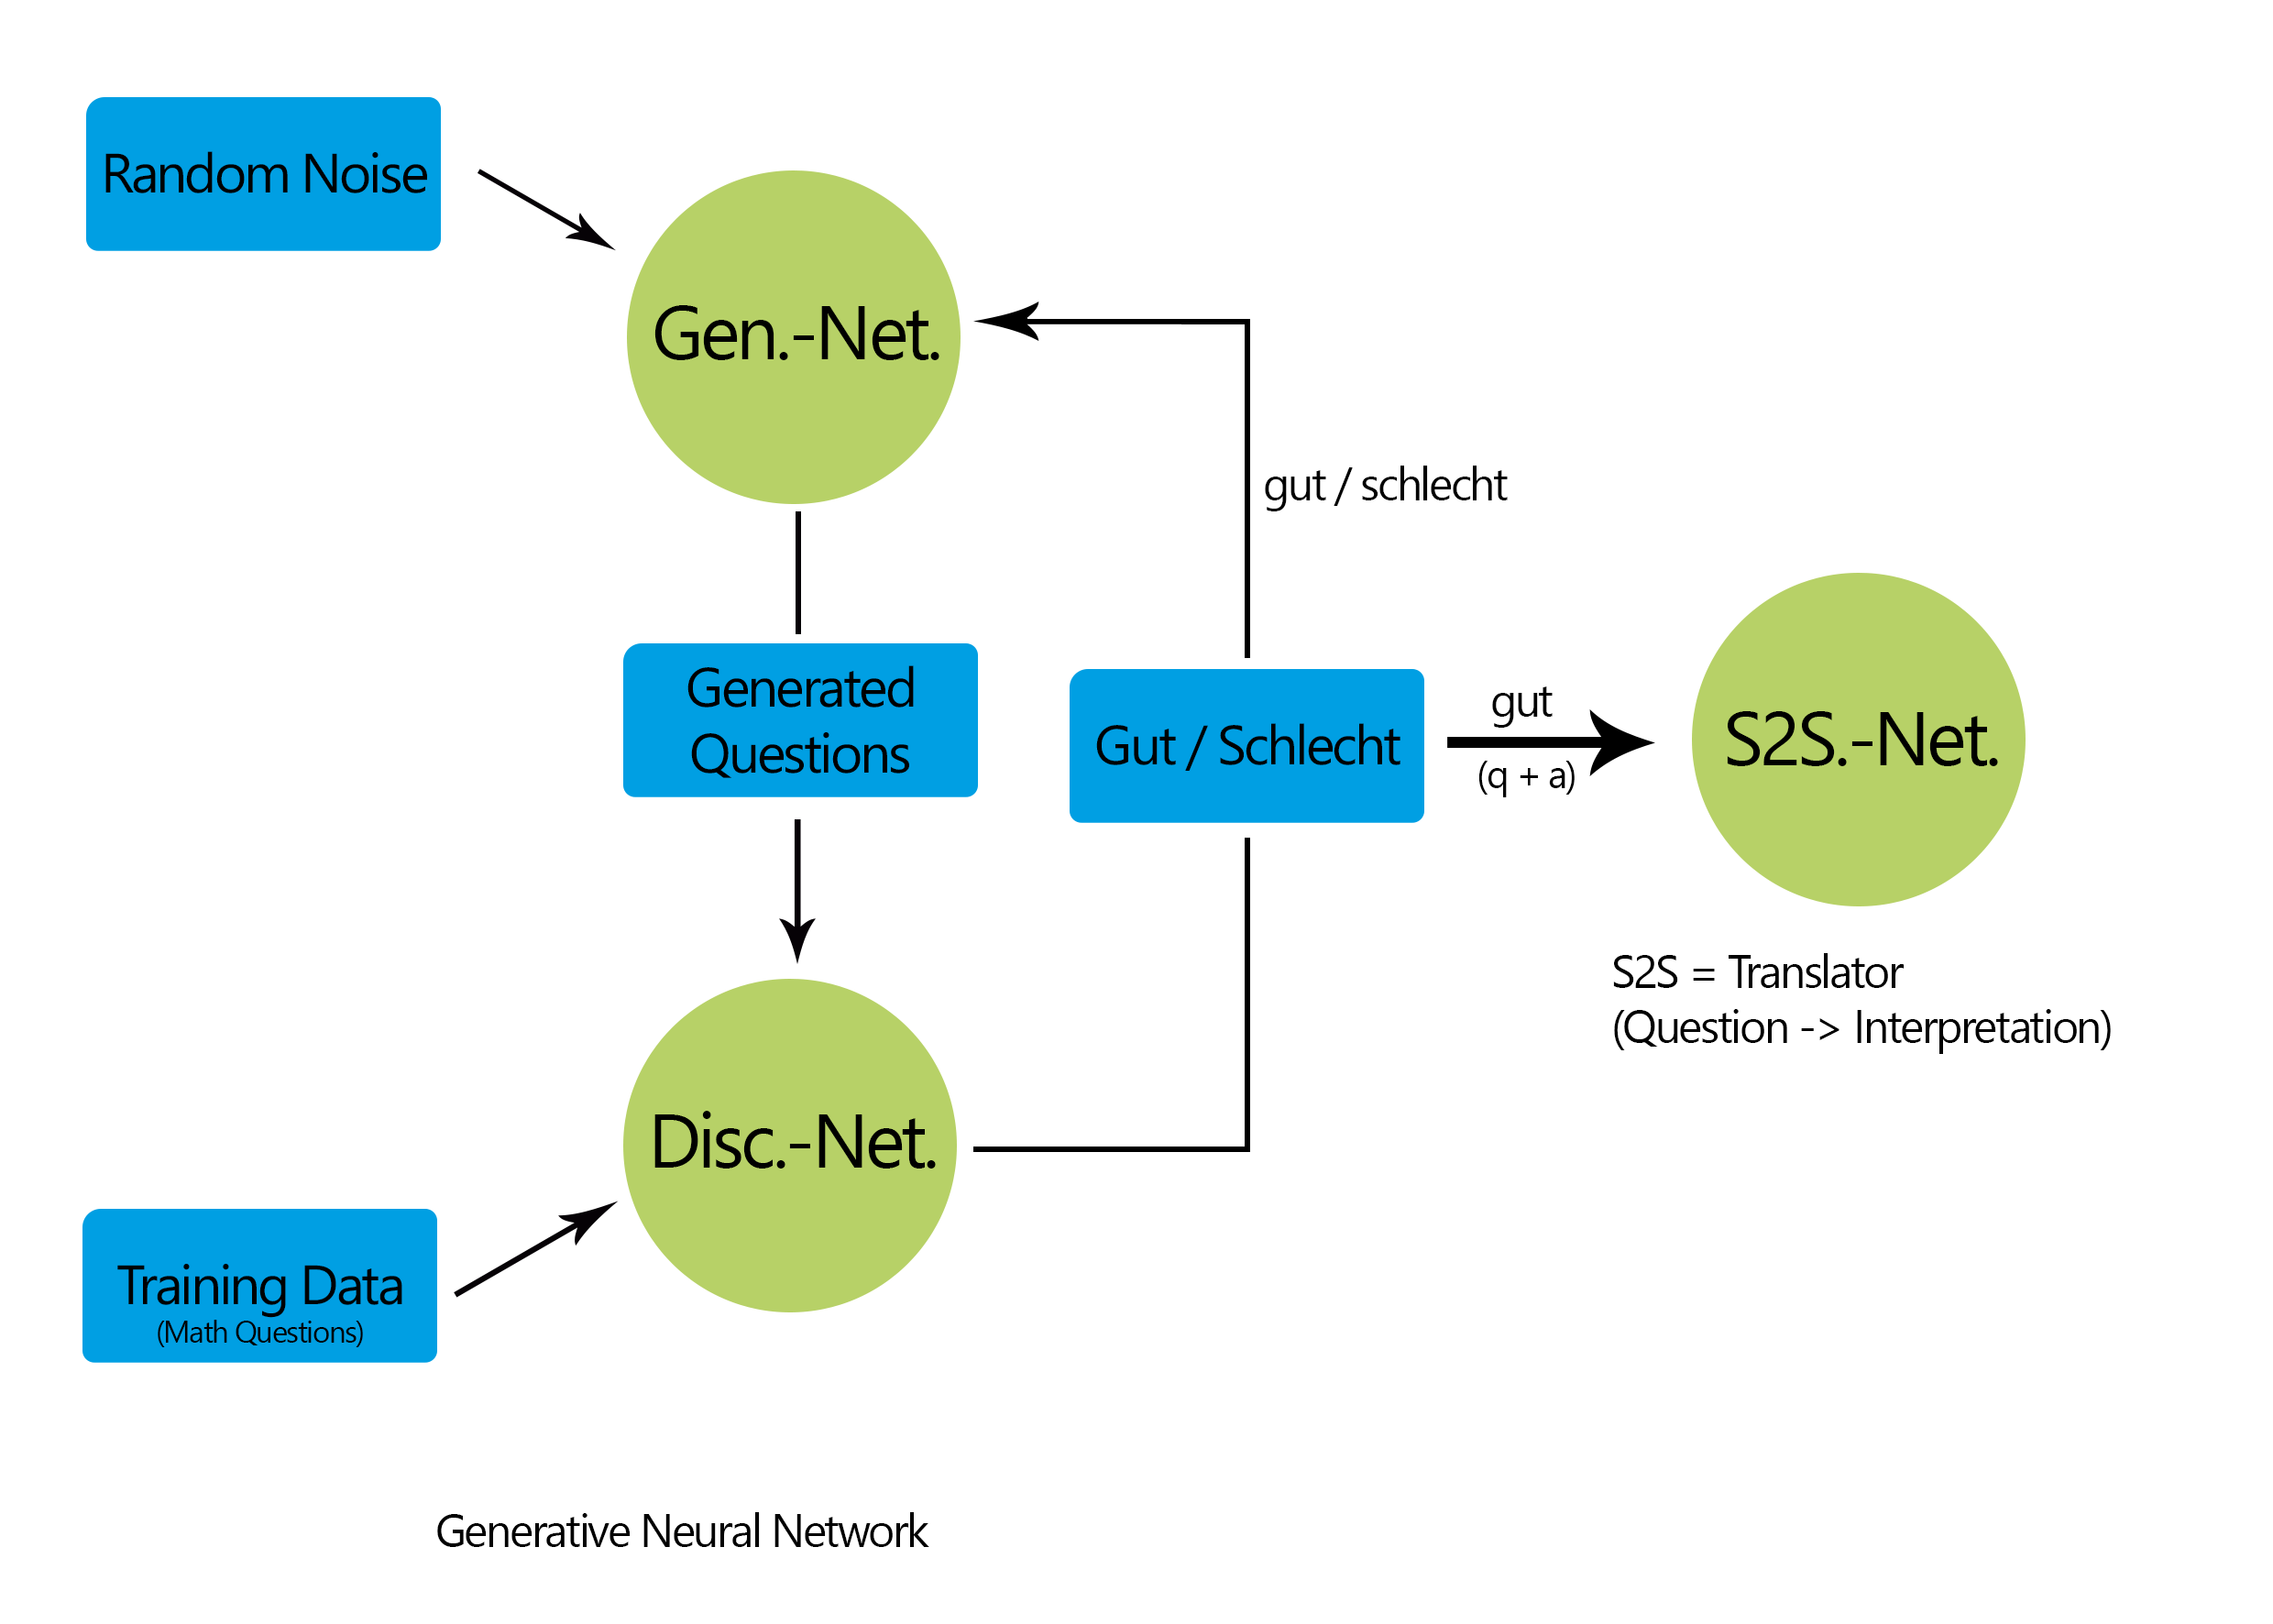 Random Noise
Gen.-Net.
gut / schlecht
Generated
Questions
Gut / Schlecht
gut
(q + a)
S2S.-Net.
S2S = Translator
(Question -> Interpretation)
Disc.-Net.
Training Data
(Math Questions)
Generative Neural Network